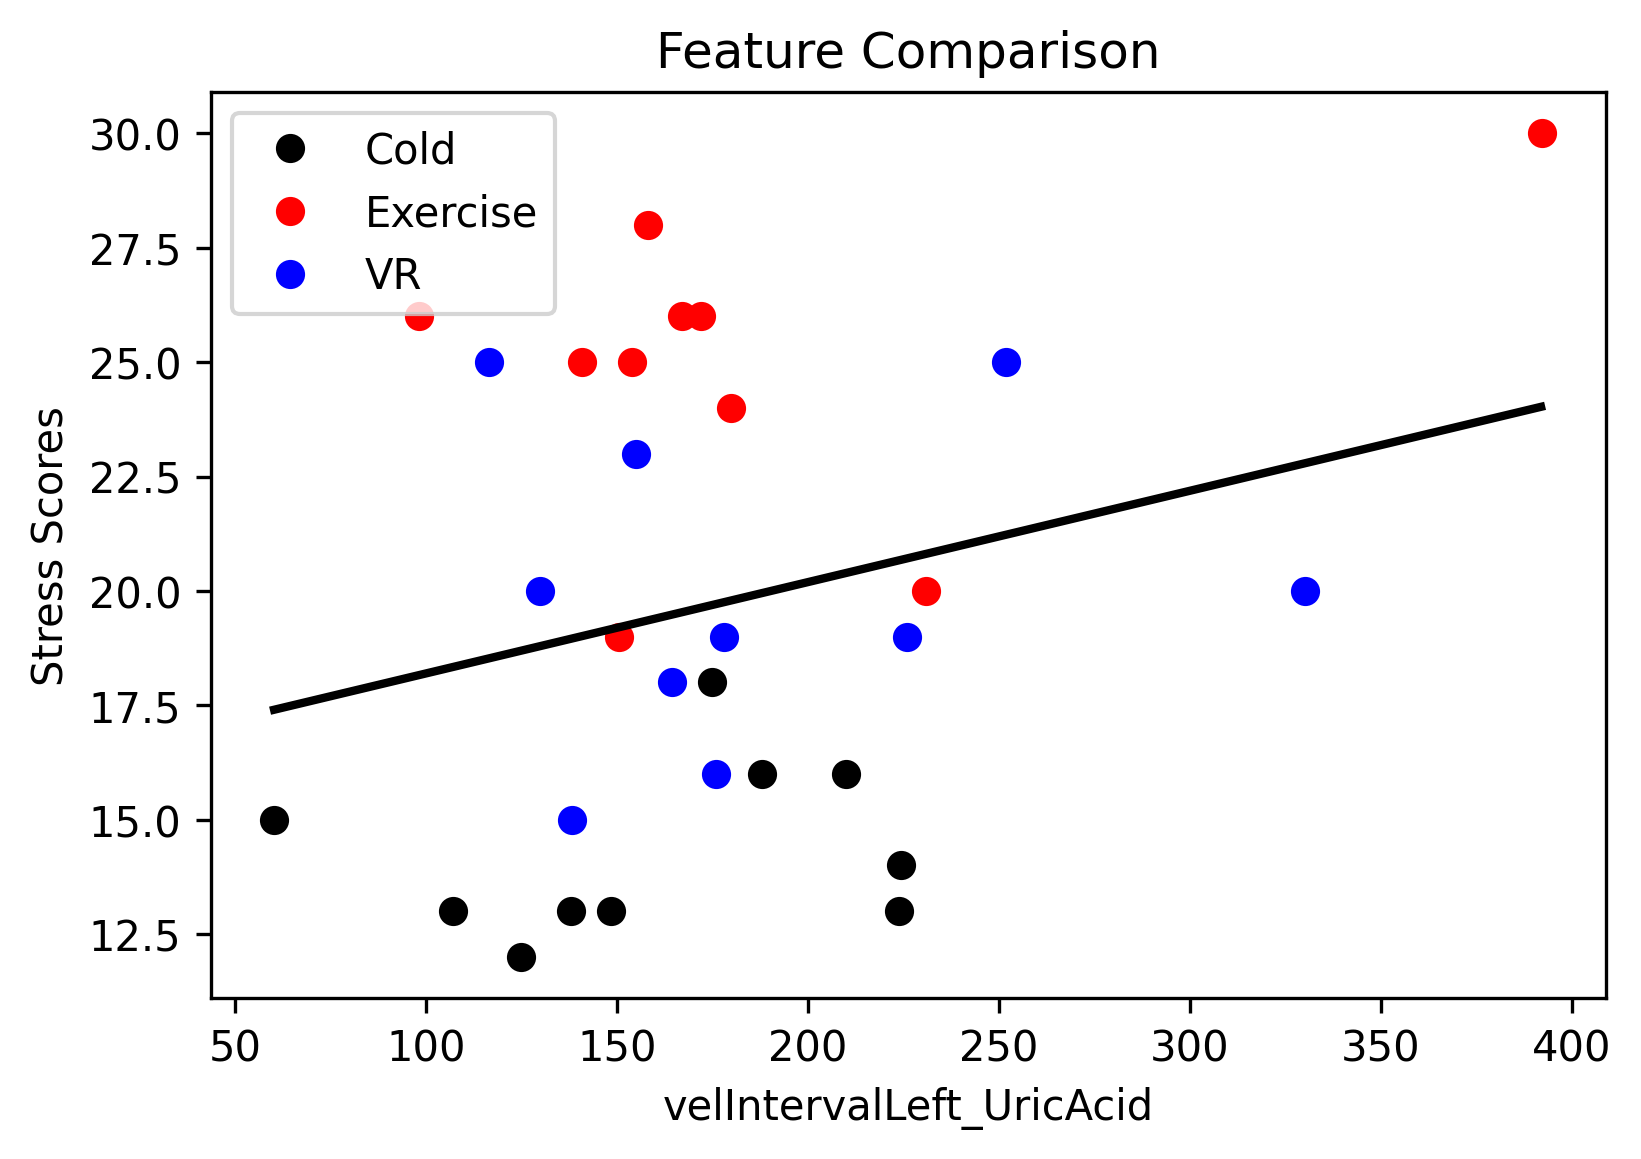 Feature Comparison
Cold
Exercise
VR
30.0
27.5
25.0
22.5
20.0
17.5
15.0
12.5
Stress Scores
50 100 150 200 250 300 350 400
velIntervalLeft_UricAcid